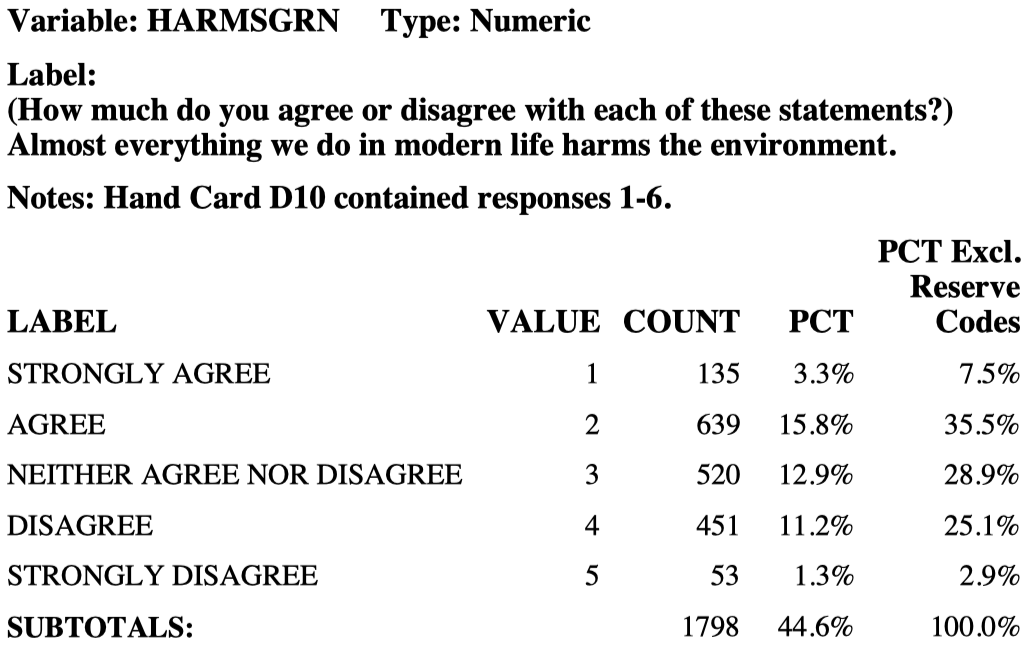 Variable: HARMSGRN Type: Numeric
Label:
(How much do you agree or disagree with each of these statements?)
Almost everything we do in modern life harms the environment.
Notes: Hand Card D10 contained responses 1-6.
PCT Excl.
Reserve
LABEL VALUE COUNT PCT Codes
STRONGLY AGREE 1 135 3.3% 7.5%
AGREE 2 639 15.8% 35.5%
NEITHER AGREE NOR DISAGREE 3 520 12.9% 28.9%
DISAGREE 4 451 11.2% 25.1%
STRONGLY DISAGREE 5 53 1.3% 2.9%
SUBTOTALS: 1798 44.6% 100.0%